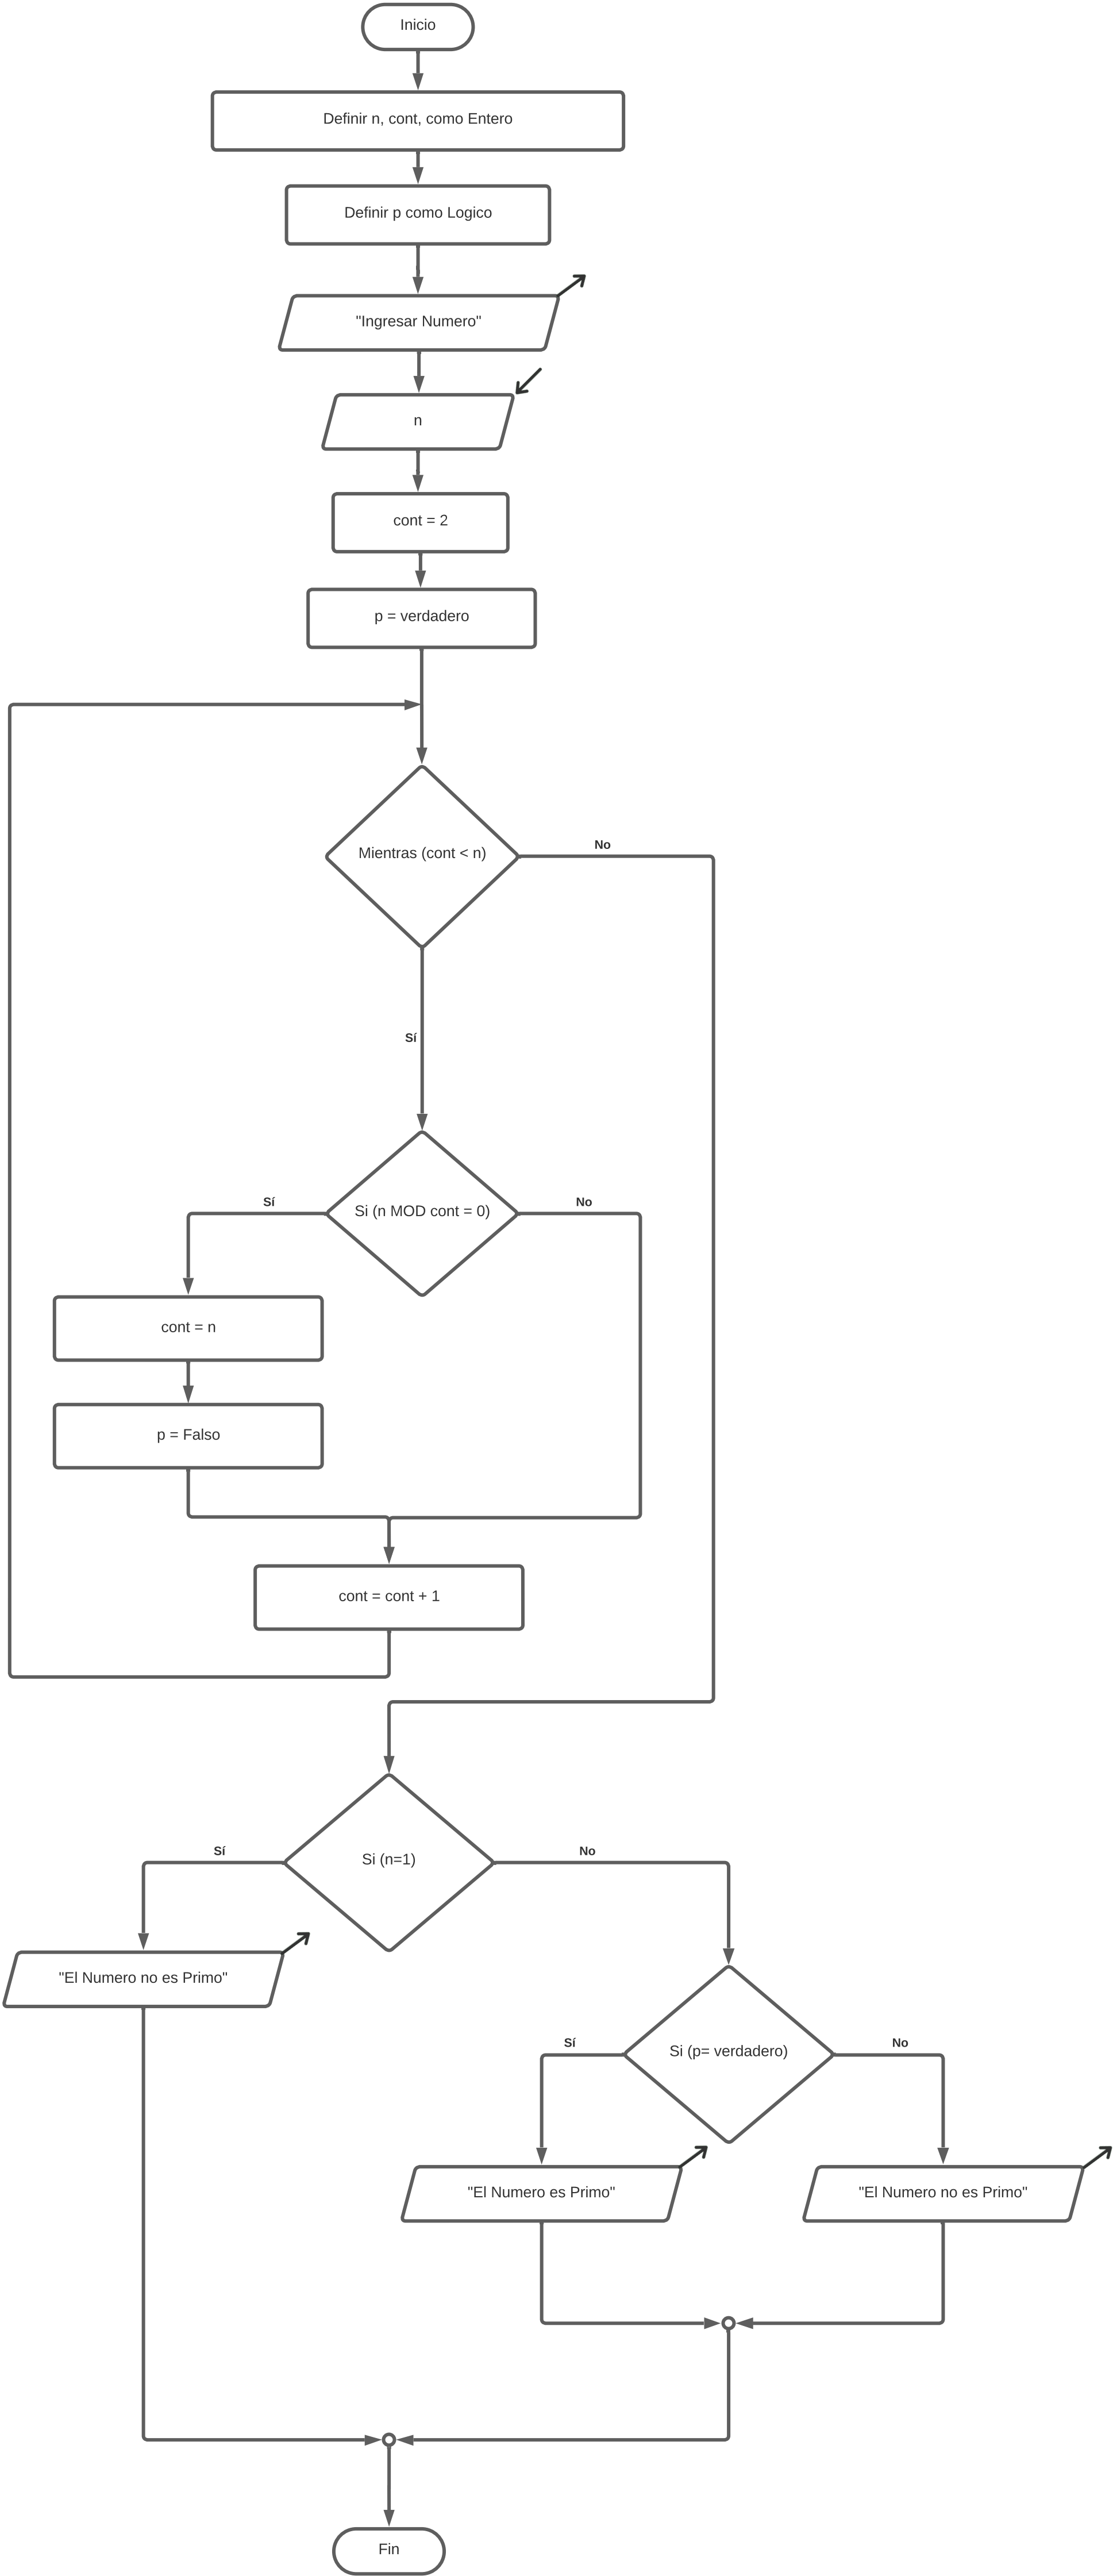 Inicio
Definir n, cont, como Entero
Definir p como Logico
"Ingresar Numero"
n
cont = 2
p = verdadero
Mientras (cont < n)
No
Sí
Si (n MOD cont = 0)
Sí
No
cont = n
p = Falso
cont = cont + 1
Si (n=1)
Sí
No
"El Numero no es Primo"
Si (p= verdadero)
Sí
No
"El Numero es Primo"
"El Numero no es Primo"
Fin